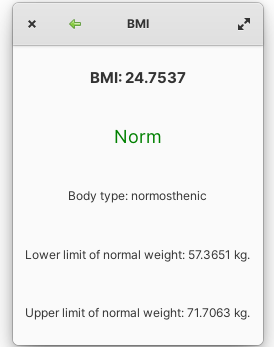 BMI
BMI: 24.7537
Norm
Body type: normosthenic
Lower limit of normal weight: 57.3651 kg.
Upper limit of normal weight: 71.7063 kg.